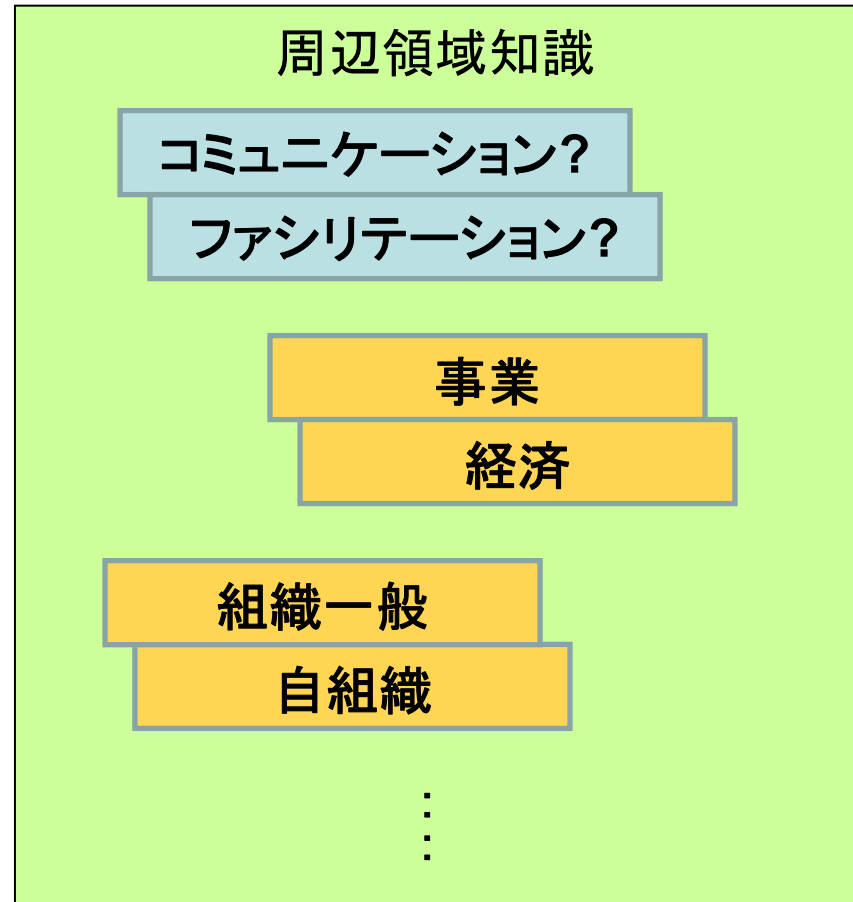 周辺領域知識
コミュニケーション?
ファシリテーション?
事業
経済
組織一般
自組織
：
：